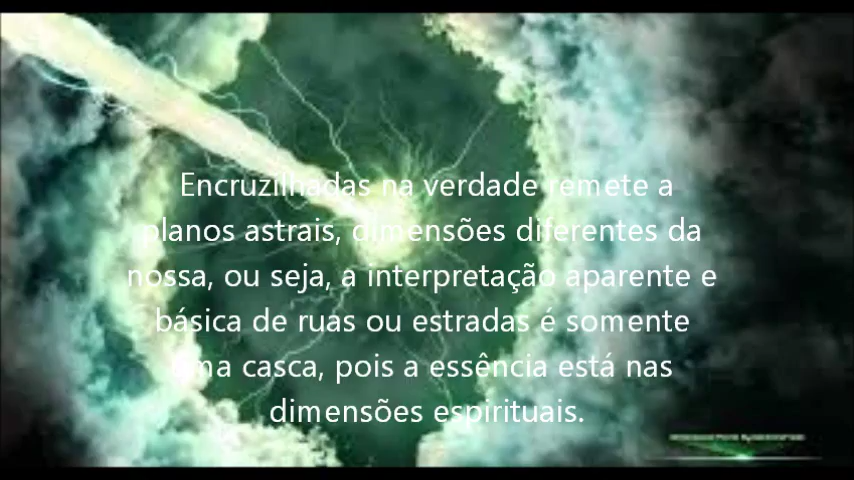 Encruzilhadas na verdade remete a
planos astrais, dimensões diferentes da
nossa, ou seja, a interpretação aparente e
básica de ruas ou estradas é somente
uma casca, pois a essência está nas
dimensões espirituais.